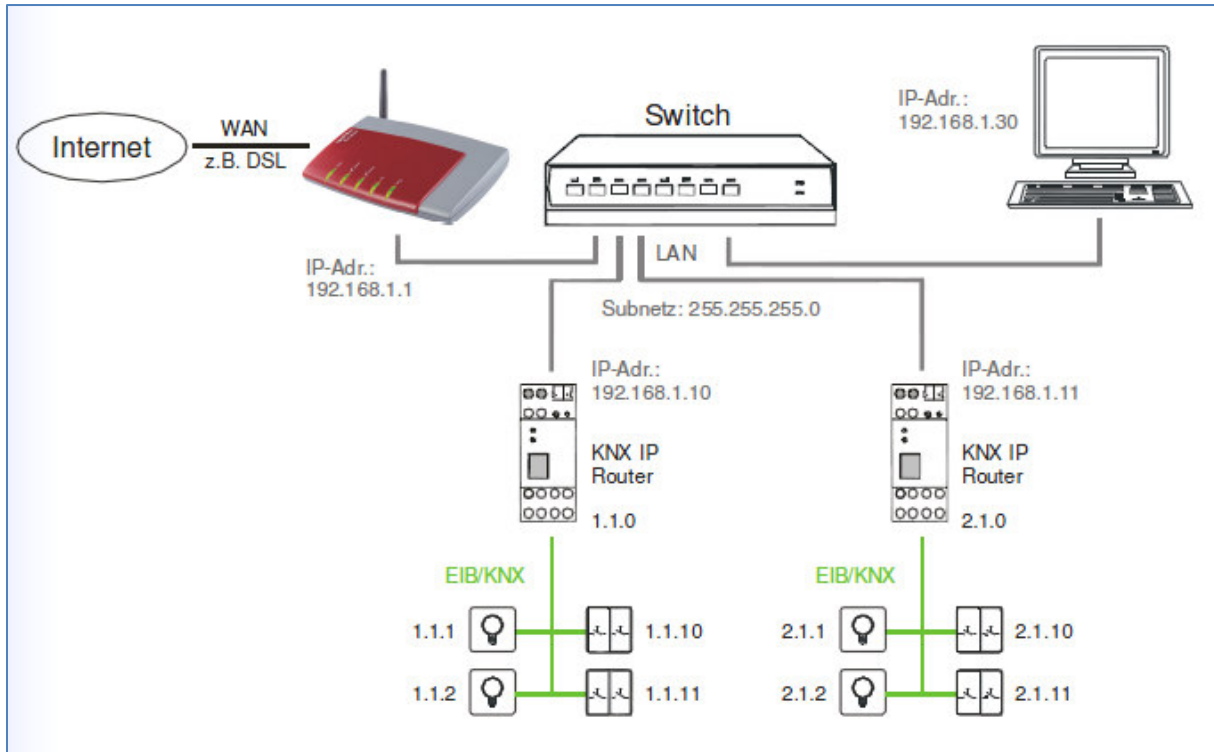 Internet
WAN
z.B. DSL
Switch
IP-Adr.:
192.168.1.30
IP-Adr.:
192.168.1.1
LAN
Subnetz: 255.255.255.0
IP-Adr.:
192.168.1.10
KNX IP
Router
1.1.0
IP-Adr.:
192.168.1.11
KNX IP
Router
2.1.0
EIB/KNX
1.1.1
1.1.10
1.1.2
1.1.11
EIB/KNX
2.1.1
2.1.10
2.1.2
2.1.11